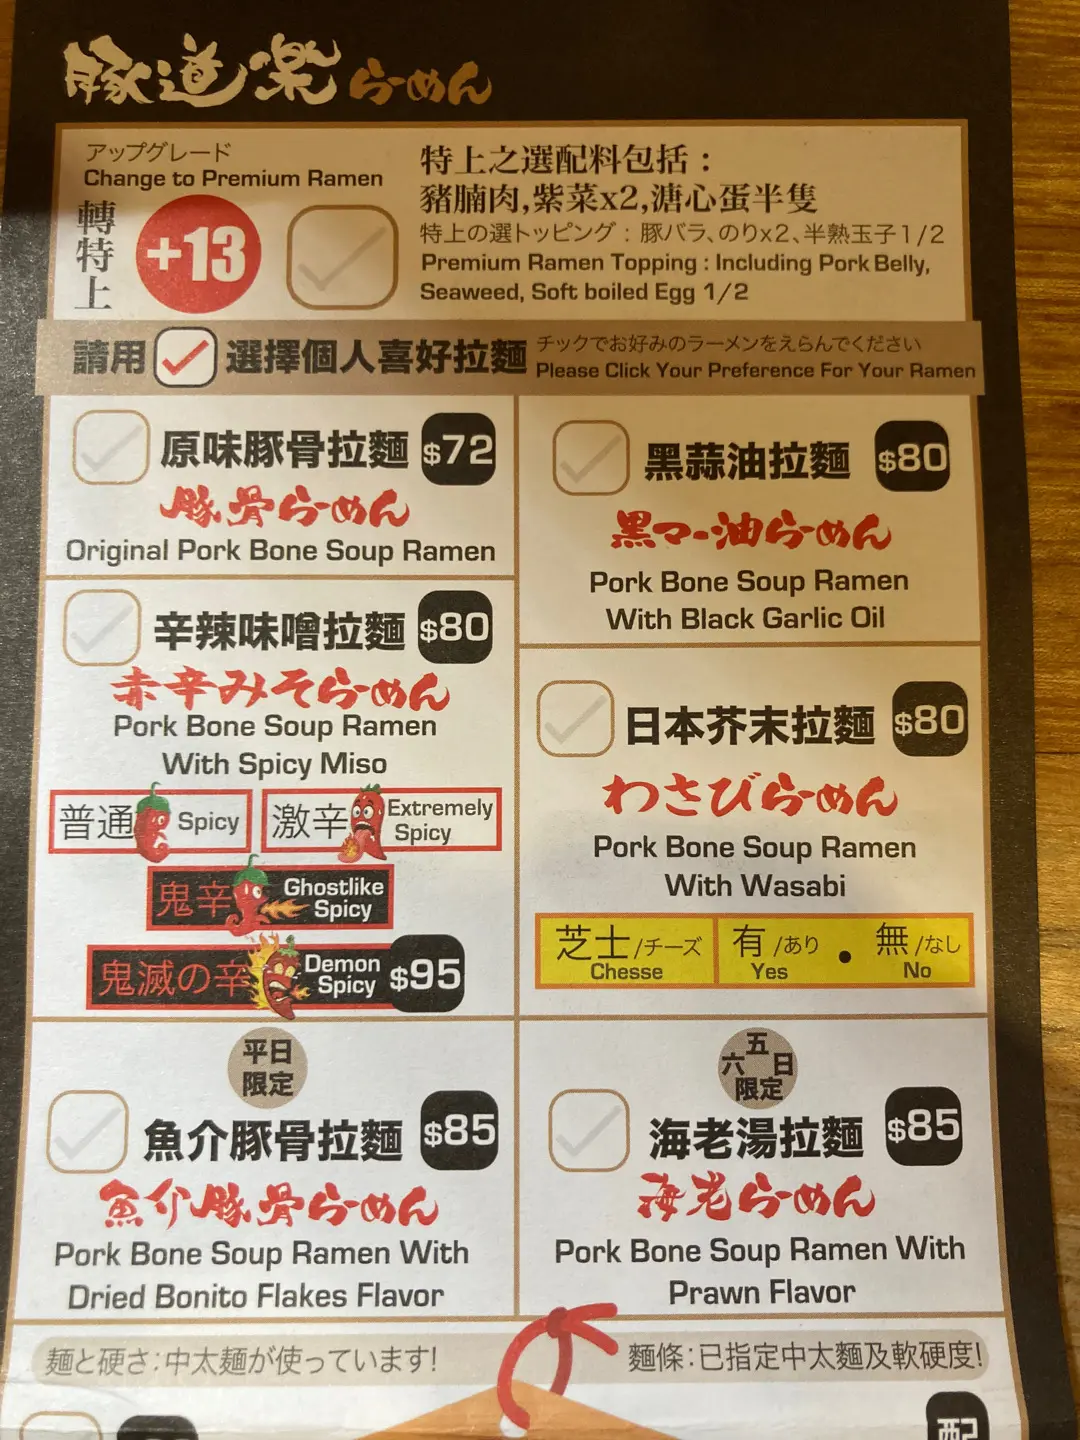 豚道楽らーめん
アップグレード
Change to Premium Ramen
轉特上
+13
特上之選配料包括：
豬腩肉,紫菜x2,溏心蛋半隻
特上の選トッピング：豚バラ、のりx2、半熟玉子1/2
Premium Ramen Topping : Including Pork Belly,
Seaweed, Soft boiled Egg 1/2
請用 選擇個人喜好拉麵
チックでお好みのラーメンをえらんでください
Please Click Your Preference For Your Ramen
原味豚骨拉麵 $72
豚骨らーめん
Original Pork Bone Soup Ramen
黑蒜油拉麵 $80
黒マー油らーめん
Pork Bone Soup Ramen
With Black Garlic Oil
辛辣味噌拉麵 $80
赤辛みそらーめん
Pork Bone Soup Ramen
With Spicy Miso
普通 Spicy
激辛 Extremely
Spicy
鬼辛 Ghostlike
Spicy
鬼滅の辛 Demon
Spicy $95
日本芥末拉麵 $80
わさびらーめん
Pork Bone Soup Ramen
With Wasabi
芝士/チーズ 有/あり • 無/なし
Chesse Yes No
平日
限定
魚介豚骨拉麵 $85
魚介豚骨らーめん
Pork Bone Soup Ramen With
Dried Bonito Flakes Flavor
五
六 日
限定
海老湯拉麵 $85
海老らーめん
Pork Bone Soup Ramen With
Prawn Flavor
麺と硬さ:中太麺が使っています!
麵條:已指定中太麵及軟硬度!
配